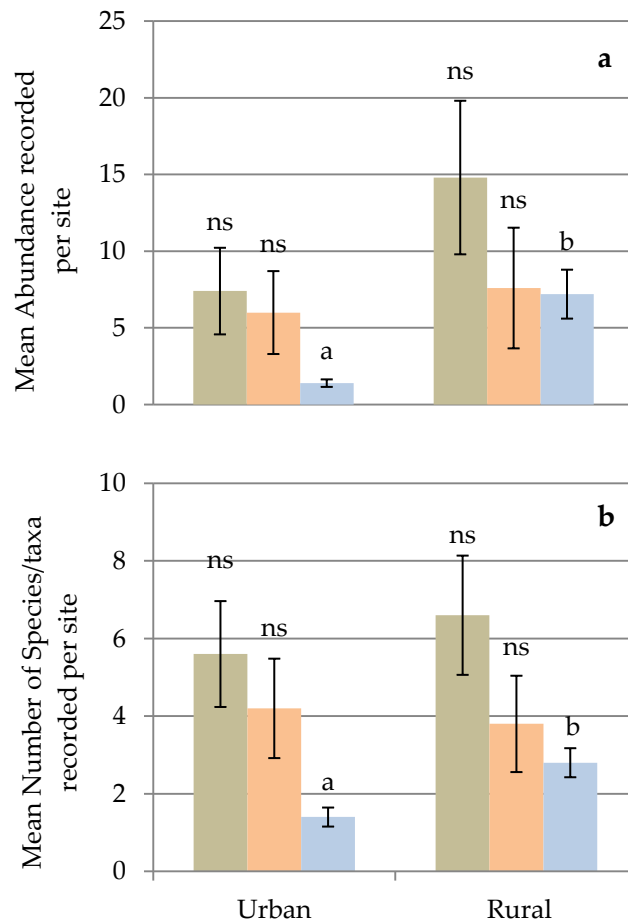 25
20
15
10
5
0
Mean Abundance recorded
per site
a
ns
ns
a
ns
ns
b
10
8
6
4
2
0
Mean Number of Species/taxa
recorded per site
b
ns
ns
a
ns
ns
b
Urban
Rural